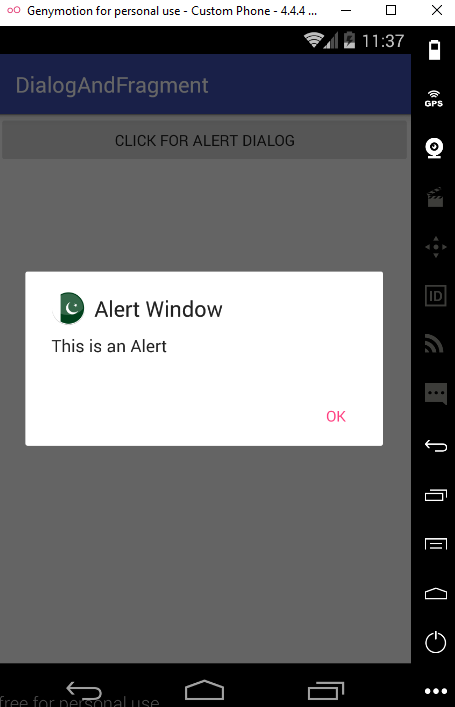 Genymotion for personal use - Custom Phone - 4.4.4 ...
11:37
GPS
DialogAndFragment
CLICK FOR ALERT DIALOG
ID
Alert Window
This is an Alert
OK
free for personal use